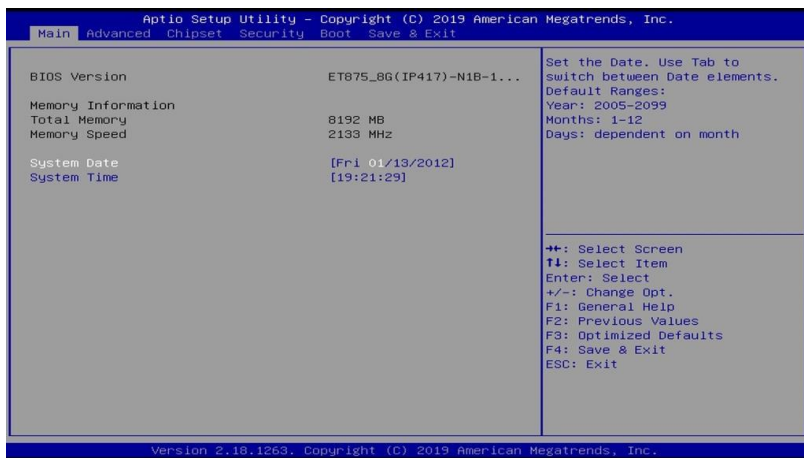 Aptio Setup Utility – Copyright (C) 2019 American Megatrends, Inc.
Main Advanced Chipset Security Boot Save & Exit
BIOS Version ET875_8G(IP417)-N1B-1...
Memory Information
Total Memory 8192 MB
Memory Speed 2133 MHz
System Date [Fri 01/13/2012]
System Time [19:21:29]
Set the Date. Use Tab to
switch between Date elements.
Default Ranges:
Year: 2005-2099
Months: 1-12
Days: dependent on month
→←: Select Screen
↑↓: Select Item
Enter: Select
+/-: Change Opt.
F1: General Help
F2: Previous Values
F3: Optimized Defaults
F4: Save & Exit
ESC: Exit
Version 2.18.1263. Copyright (C) 2019 American Megatrends, Inc.